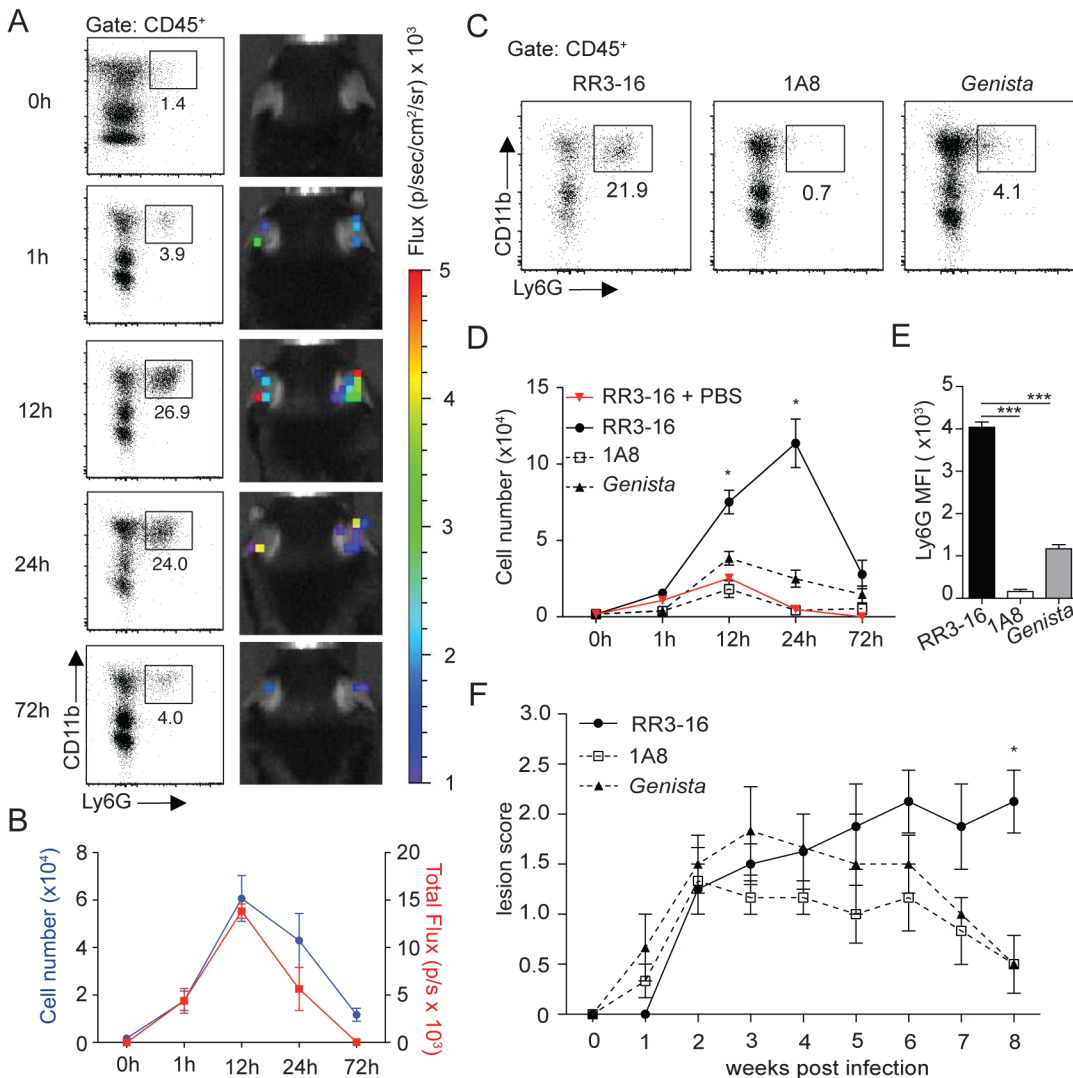 A
Gate: CD45⁺
0h
1.4
1h
3.9
12h
26.9
24h
24.0
72h
4.0
CD11b
Ly6G
Flux (p/sec/cm²/sr) x 10³
5
4
3
2
1
B
Cell number (x10⁴)
8
6
4
2
0
Total Flux (p/s x 10³)
20
15
10
5
0
0h 1h 12h 24h 72h
C
Gate: CD45⁺
RR3-16 1A8 Genista
21.9 0.7 4.1
CD11b
Ly6G
D
Cell number (x10⁴)
15
10
5
0
RR3-16 + PBS
RR3-16
1A8
Genista
*
*
0h 1h 12h 24h 72h
E
Ly6G MFI ( x10³)
5
4
3
2
1
0
***
***
RR3-16
1A8
Genista
F
lesion score
3.0
2.5
2.0
1.5
1.0
0.5
0
RR3-16
1A8
Genista
*
0 1 2 3 4 5 6 7 8
weeks post infection